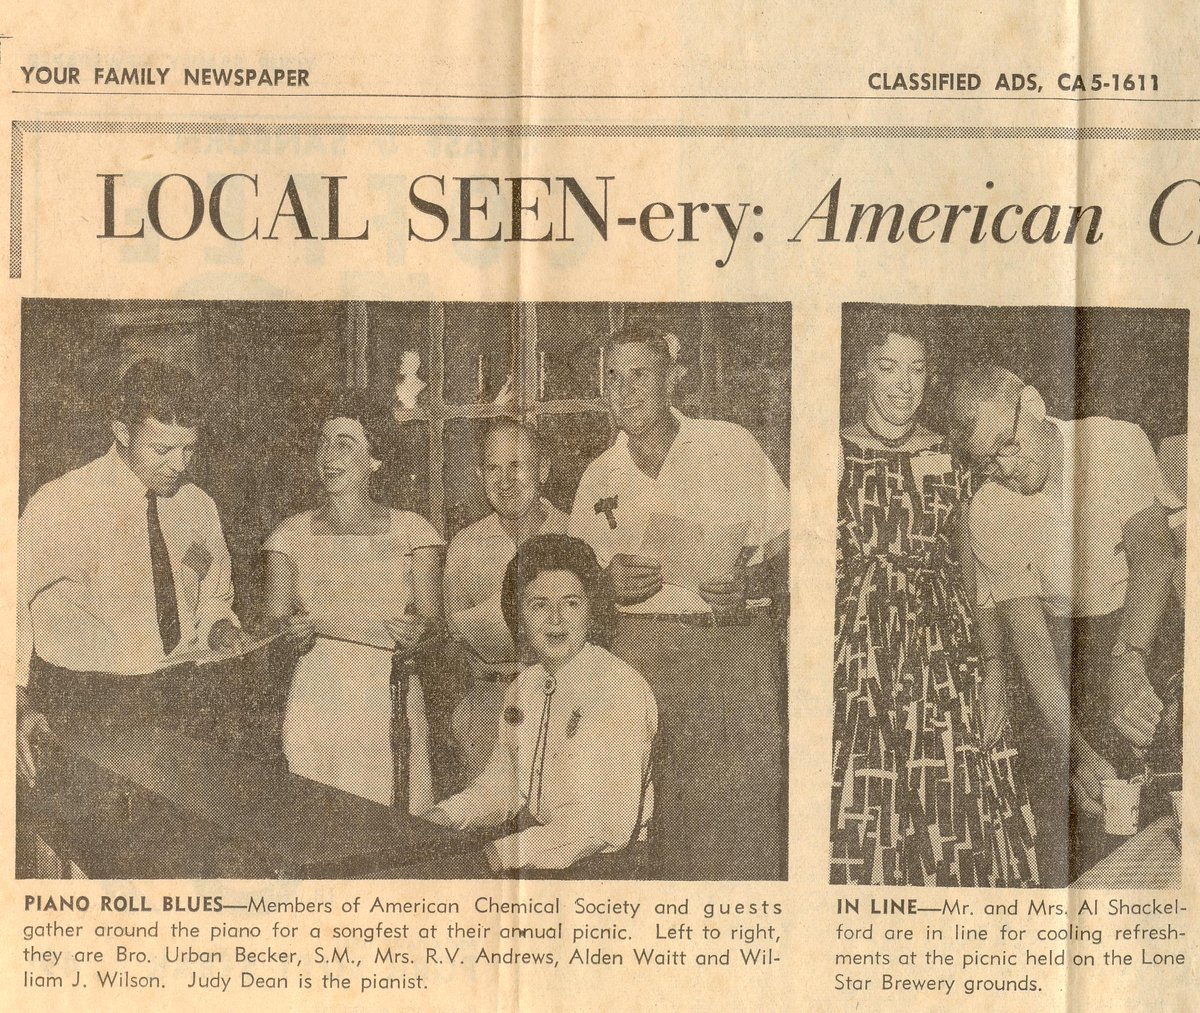 YOUR FAMILY NEWSPAPER
CLASSIFIED ADS, CA 5-1611
LOCAL SEEN-ery: American
PIANO ROLL BLUES—Members of American Chemical Society and guests
gather around the piano for a songfest at their annual picnic. Left to right,
they are Bro. Urban Becker, S.M., Mrs. R.V. Andrews, Alden Waitt and Wil-
liam J. Wilson. Judy Dean is the pianist.
IN LINE—Mr. and Mrs. Al Shackel-
ford are in line for cooling refresh-
ments at the picnic held on the Lone
Star Brewery grounds.